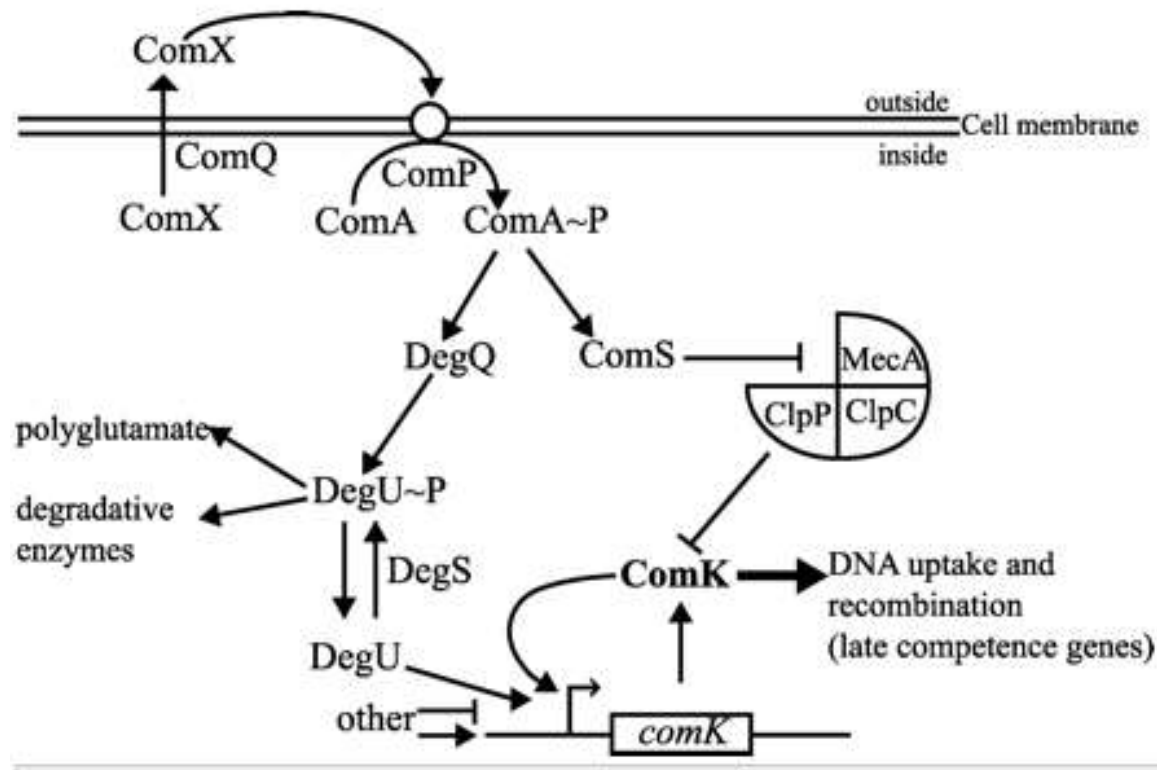 ComX
outside
Cell membrane
inside
ComQ
ComP
ComX
ComA
ComA~P
DegQ
ComS
MecA
ClpP
ClpC
polyglutamate
DegU~P
degradative
enzymes
DegS
ComK
DNA uptake and
recombination
(late competence genes)
DegU
other
comK